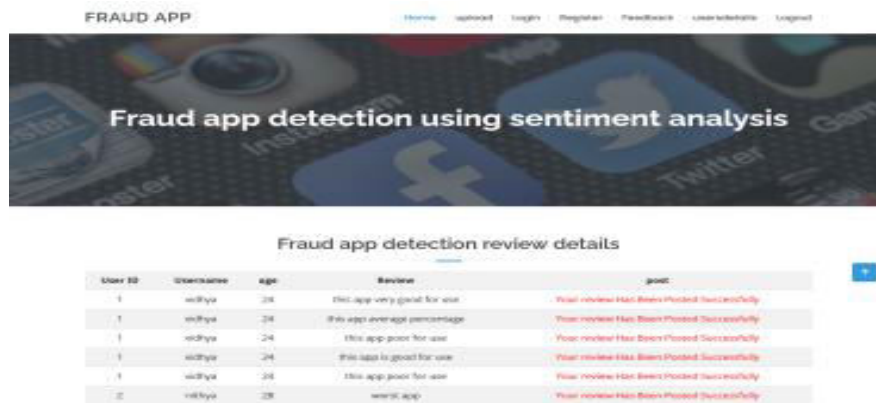 FRAUD APP Home upload Login Register Feedback usersdetails Logout
Fraud app detection using sentiment analysis
Instagram
Yelp
Twitter
Gam
Fraud app detection review details
User ID Username age Review post
1 vidhya 24 this app very good for use Your review Has Been Posted Successfully
1 vidhya 24 this app average percentage Your review Has Been Posted Successfully
1 vidhya 24 this app poor for use Your review Has Been Posted Successfully
1 vidhya 24 this app is good for use Your review Has Been Posted Successfully
1 vidhya 24 this app poor for use Your review Has Been Posted Successfully
2 28 worst app Your review Has Been Posted Successfully